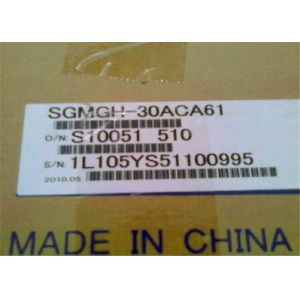 SGMGH-30ACA61
O/N: S10051 510
S/N: 1L105YS51100995
2010.05
MADE IN CHINA